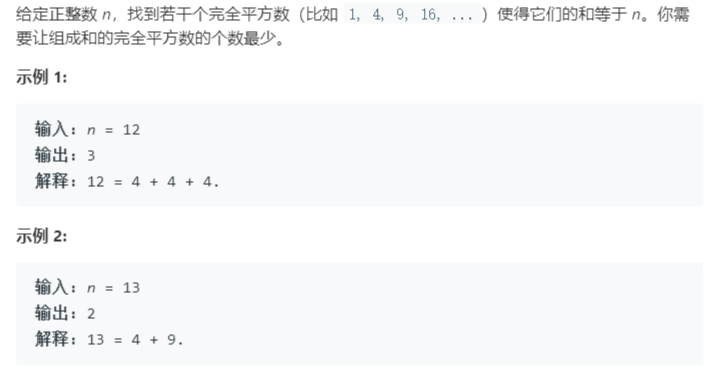 给定正整数 n，找到若干个完全平方数（比如 1, 4, 9, 16, ...）使得它们的和等于 n。你需
要让组成和的完全平方数的个数最少。
示例 1:
输入：n = 12
输出：3
解释：12 = 4 + 4 + 4.
示例 2:
输入：n = 13
输出：2
解释：13 = 4 + 9.